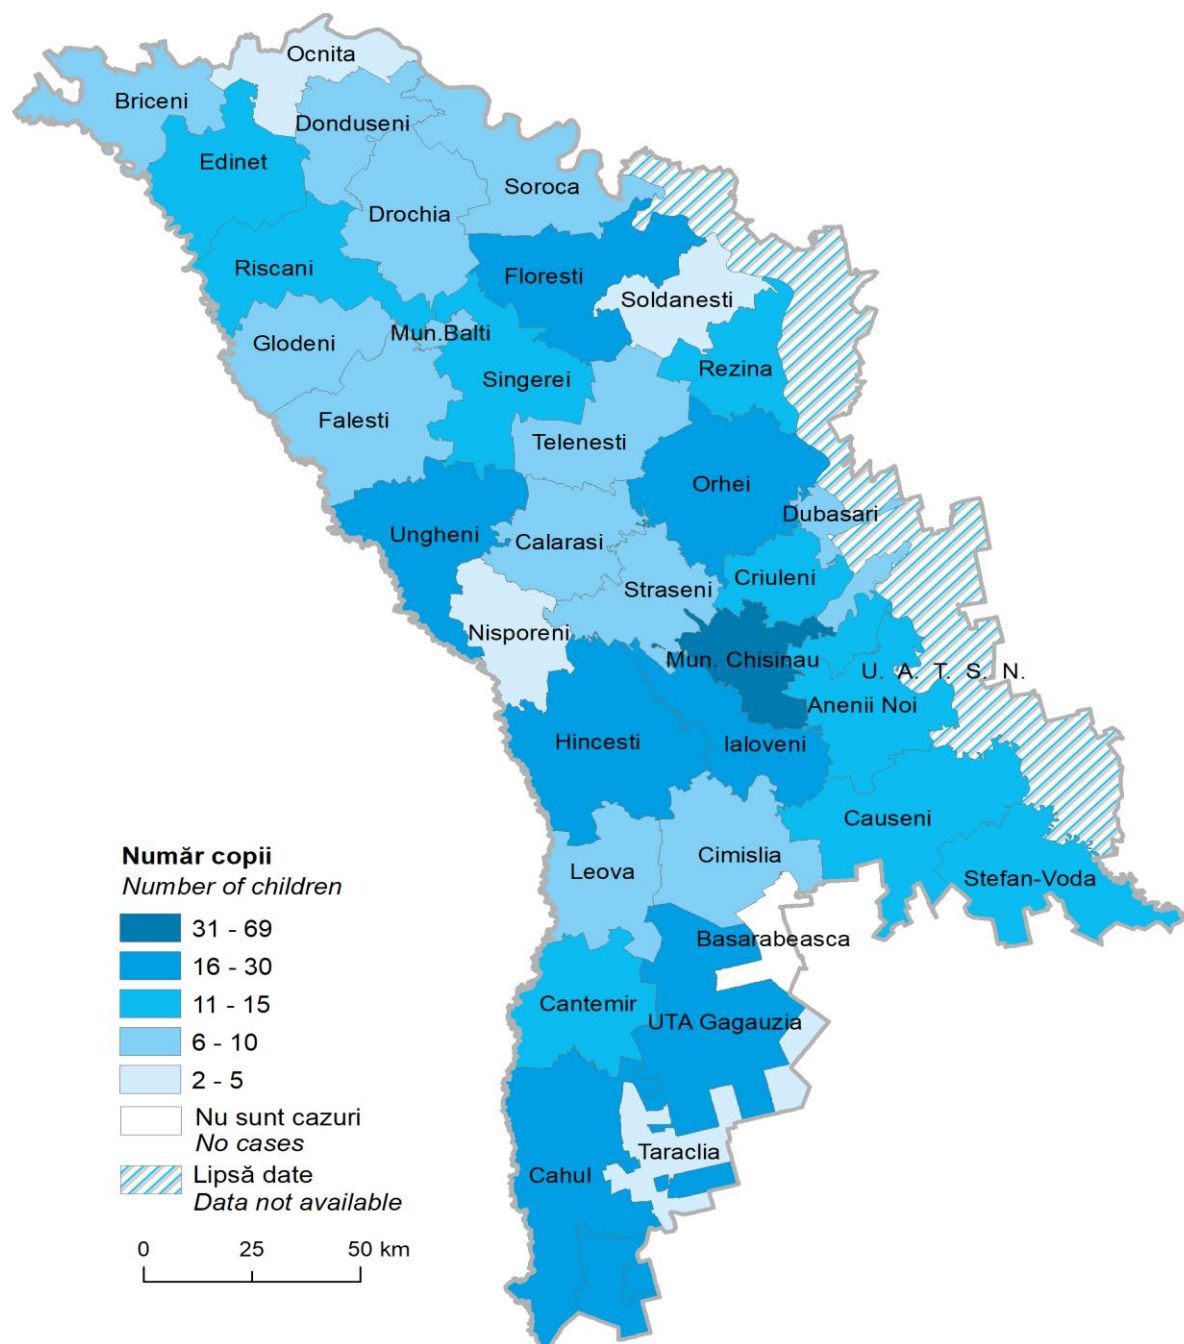 Ocnita
Briceni
Donduseni
Edinet
Soroca
Drochia
Riscani
Floresti
Soldanesti
Mun.Balti
Glodeni
Rezina
Singerei
Falesti
Telenesti
Orhei
Dubasari
Ungheni
Calarasi
Criuleni
Straseni
Nisporeni
Mun. Chisinau
U. A. T. S. N.
Anenii Noi
Hincesti
Ialoveni
Causeni
Cimislia
Leova
Stefan-Voda
Basarabeasca
Cantemir
UTA Gagauzia
Taraclia
Cahul
Număr copii
Number of children
31 - 69
16 - 30
11 - 15
6 - 10
2 - 5
Nu sunt cazuri
No cases
Lipsă date
Data not available
0 25 50 km